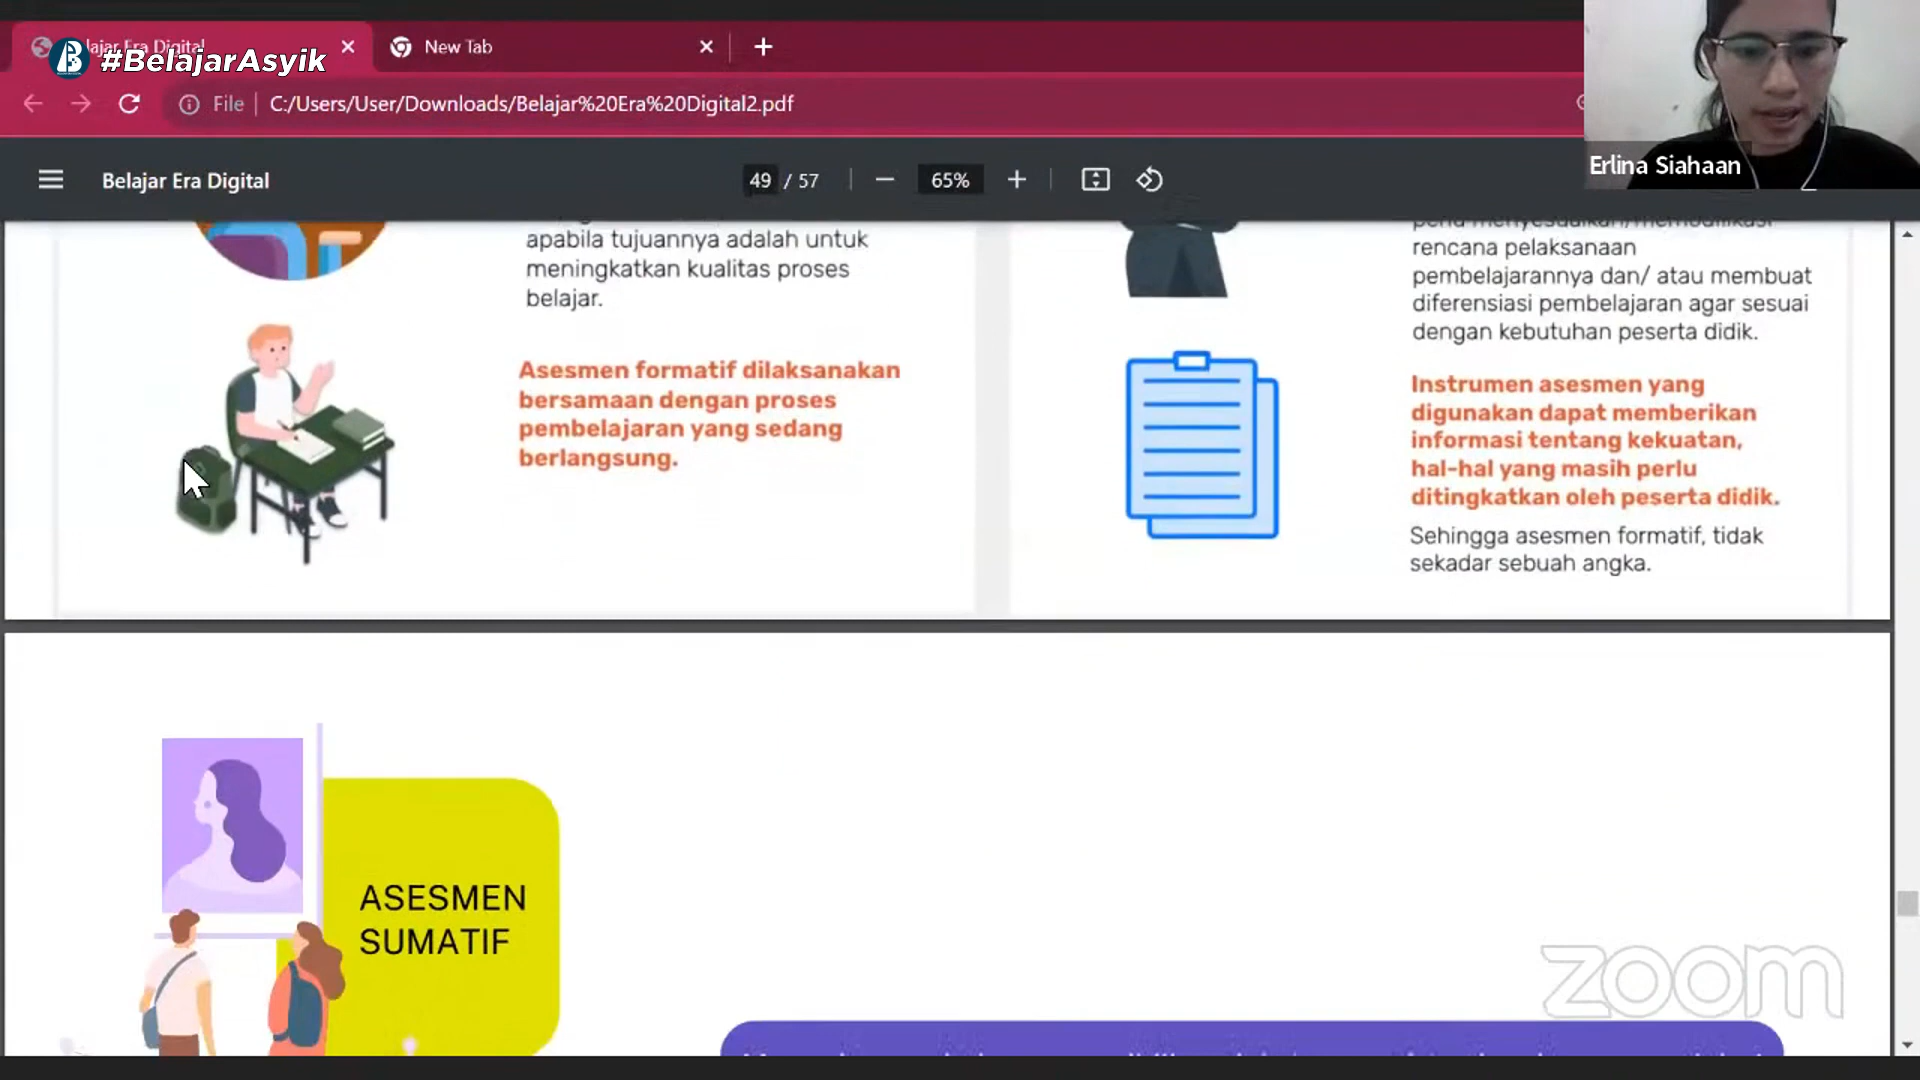 #BelajarAsyik
New Tab
File
C:/Users/User/Downloads/Belajar%20Era%20Digital2.pdf
Erlina Siahaan
Belajar Era Digital
49 / 57
65%
apabila tujuannya adalah untuk
meningkatkan kualitas proses
belajar.
Asesmen formatif dilaksanakan
bersamaan dengan proses
pembelajaran yang sedang
berlangsung.
perlu menyesuaikan/memodifikasi
rencana pelaksanaan
pembelajarannya dan/ atau membuat
diferensiasi pembelajaran agar sesuai
dengan kebutuhan peserta didik.
Instrumen asesmen yang
digunakan dapat memberikan
informasi tentang kekuatan,
hal-hal yang masih perlu
ditingkatkan oleh peserta didik.
Sehingga asesmen formatif, tidak
sekadar sebuah angka.
ASESMEN
SUMATIF
zoom